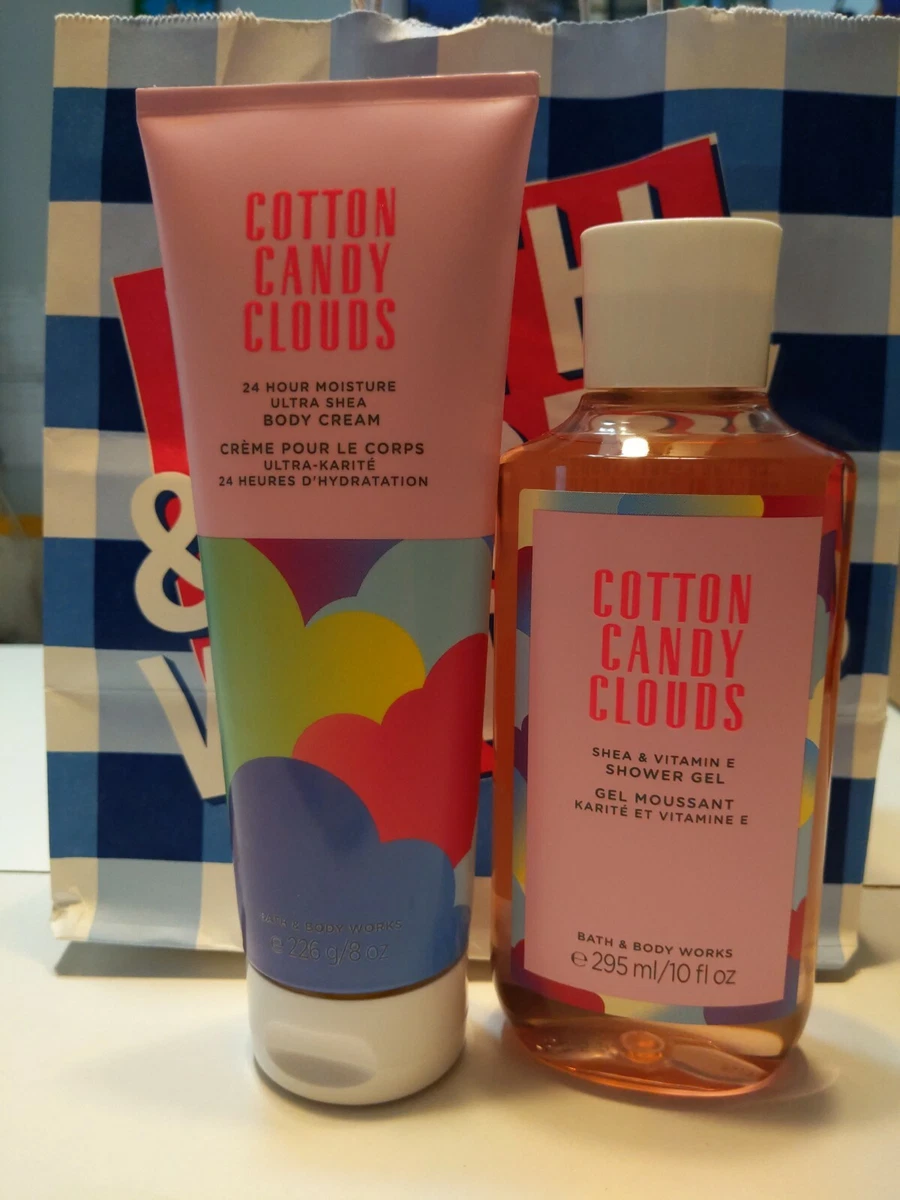 COTTON
CANDY
CLOUDS
24 HOUR MOISTURE
ULTRA SHEA
BODY CREAM
CRÈME POUR LE CORPS
ULTRA-KARITÉ
24 HEURES D'HYDRATATION
BATH & BODY WORKS
e 226 g/8 oz
COTTON
CANDY
CLOUDS
SHEA & VITAMIN E
SHOWER GEL
GEL MOUSSANT
KARITÉ ET VITAMINE E
BATH & BODY WORKS
e 295 ml/10 fl oz
&